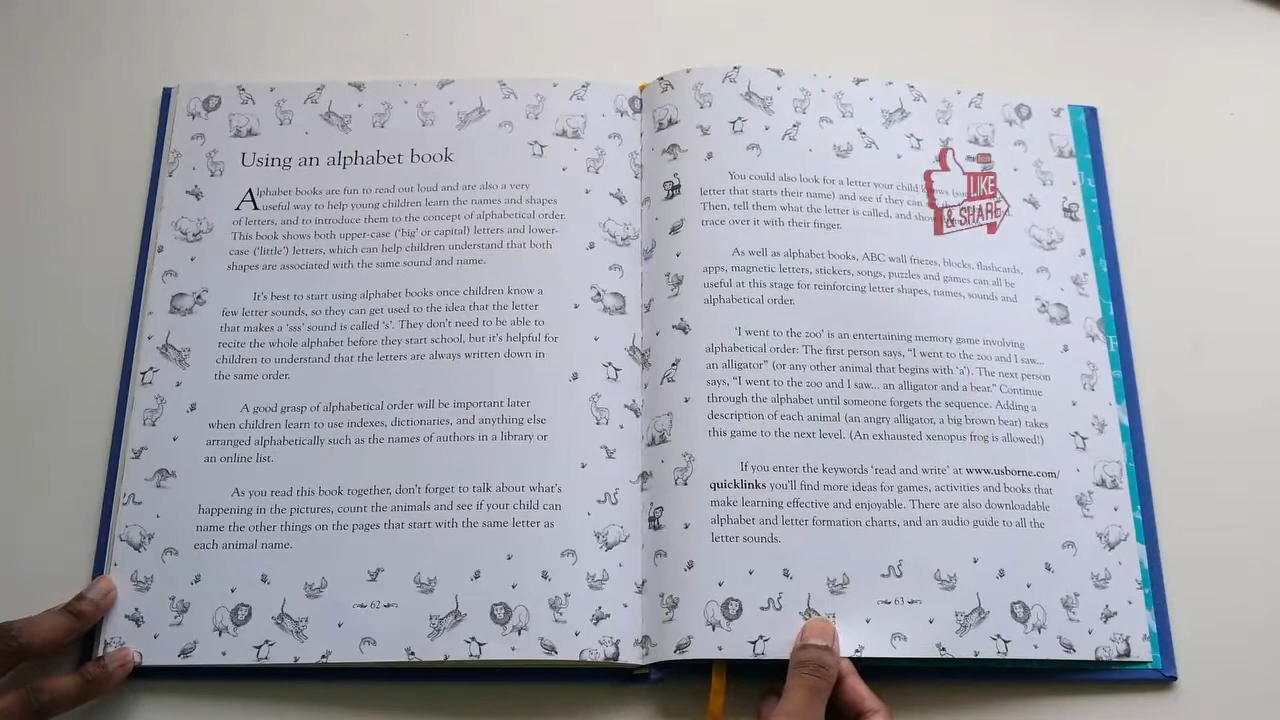 Using an alphabet book
Alphabet books are fun to read out loud and are also a very
effective way to help young children learn the names and shapes
of letters, and to introduce them to the concept of alphabetical order.
This book shows both upper-case ('big' or capital) letters and lower-
case ('little') letters, which can help children understand that both
shapes are associated with the same sound and name.
It's best to start using alphabet books once children know a
few letter sounds, so they can get used to the idea that the letter
that makes a 'sss' sound is called 's'. They don't need to be able to
recite the whole alphabet before they start school, but it's helpful for
children to understand that the letters are always written down in
the same order.
A good grasp of alphabetical order will be important later
when children learn to use indexes, dictionaries, and anything else
arranged alphabetically such as the names of authors in a library or
an online list.
As you read this book together, don't forget to talk about what's
happening in the pictures, count the animals and see if your child can
name the other things on the pages that start with the same letter as
each animal name.
62
You could also look for a letter your child knows
letter that starts their name) and see if they can
Then, tell them what the letter is called, and show
trace over it with their finger.
LIKE
& SHARE
As well as alphabet books, ABC wall friezes, blocks, flashcards,
apps, magnetic letters, stickers, songs, puzzles and games can all be
useful at this stage for reinforcing letter shapes, names, sounds and
alphabetical order.
'I went to the zoo' is an entertaining memory game involving
alphabetical order: The first person says, "I went to the zoo and I saw...
an alligator" (or any other animal that begins with 'a'). The next person
says, "I went to the zoo and I saw... an alligator and a bear." Continue
through the alphabet until someone forgets the sequence. Adding a
description of each animal (an angry alligator, a big brown bear) takes
this game to the next level. (An exhausted xenopus frog is allowed!)
If you enter the keywords 'read and write' at www.usborne.com/
quicklinks you'll find more ideas for games, activities and books that
make learning effective and enjoyable. There are also downloadable
alphabet and letter formation charts, and an audio guide to all the
letter sounds.
63